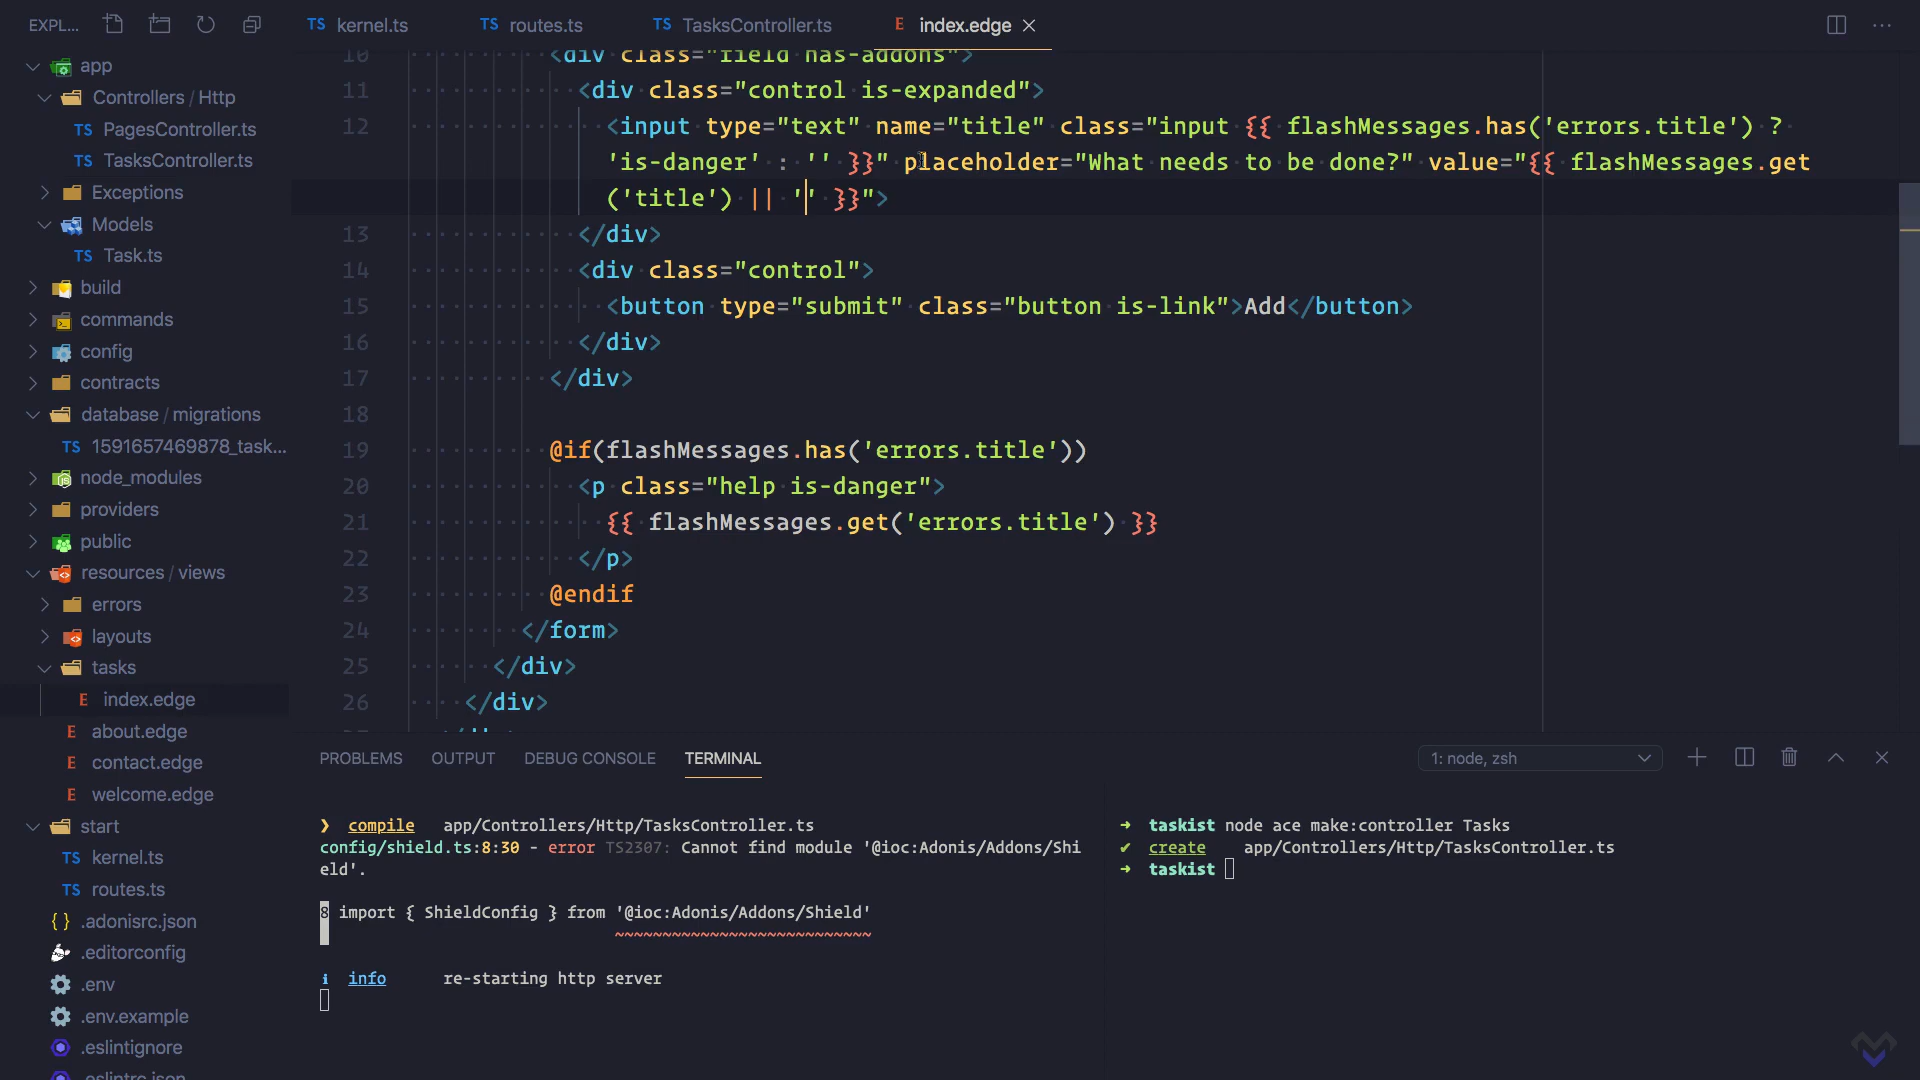 EXPL...
kernel.ts
routes.ts
TasksController.ts
index.edge
app
Controllers / Http
PagesController.ts
TasksController.ts
Exceptions
Models
Task.ts
build
commands
config
contracts
database / migrations
1591657469878_task...
node_modules
providers
public
resources / views
errors
layouts
tasks
index.edge
about.edge
contact.edge
welcome.edge
start
kernel.ts
routes.ts
.adonisrc.json
.editorconfig
.env
.env.example
.eslintignore
.eslintrc.json
10 <div class="field has-addons">
11 <div class="control is-expanded">
12 <input type="text" name="title" class="input {{ flashMessages.has('errors.title') ?
'is-danger' : '' }}" placeholder="What needs to be done?" value="{{ flashMessages.get
('title') || '' }}">
13 </div>
14 <div class="control">
15 <button type="submit" class="button is-link">Add</button>
16 </div>
17 </div>
18
19 @if(flashMessages.has('errors.title'))
20 <p class="help is-danger">
21 {{ flashMessages.get('errors.title') }}
22 </p>
23 @endif
24 </form>
25 </div>
26 </div>
PROBLEMS OUTPUT DEBUG CONSOLE TERMINAL
1: node, zsh
❯ compile app/Controllers/Http/TasksController.ts
config/shield.ts:8:30 - error TS2307: Cannot find module '@ioc:Adonis/Addons/Shi
eld'.
8 import { ShieldConfig } from '@ioc:Adonis/Addons/Shield'
~~~~~~~~~~~~~~~~~~~~~~~~~~~
ℹ info re-starting http server
➜ taskist node ace make:controller Tasks
✔ create app/Controllers/Http/TasksController.ts
➜ taskist